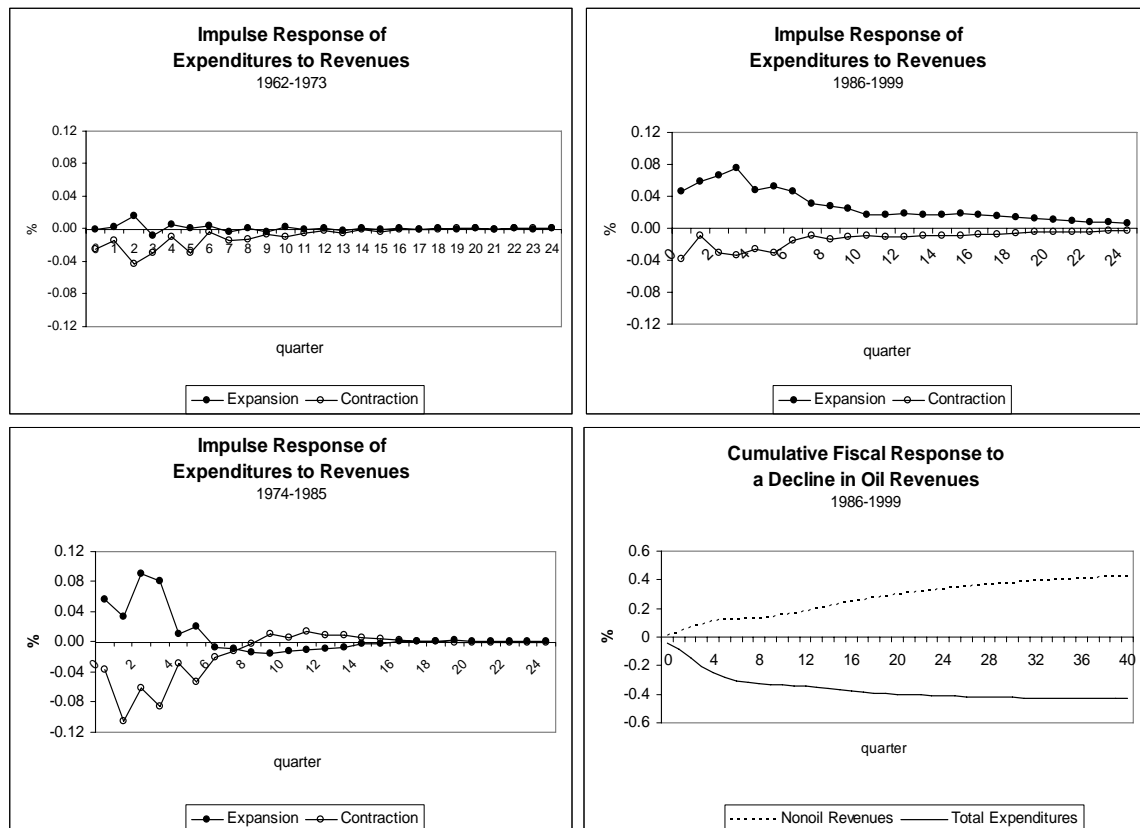 Impulse Response of
Expenditures to Revenues
1962-1973
0.12
0.08
0.04
0.00
-0.04
-0.08
-0.12
%
0 1 2 3 4 5 6 7 8 9 10 11 12 13 14 15 16 17 18 19 20 21 22 23 24
quarter
Expansion Contraction
Impulse Response of
Expenditures to Revenues
1986-1999
0.12
0.08
0.04
0.00
-0.04
-0.08
-0.12
%
0 2 4 6 8 10 12 14 16 18 20 22 24
quarter
Expansion Contraction
Impulse Response of
Expenditures to Revenues
1974-1985
0.12
0.08
0.04
0.00
-0.04
-0.08
-0.12
%
0 2 4 6 8 10 12 14 16 18 20 22 24
quarter
Expansion Contraction
Cumulative Fiscal Response to
a Decline in Oil Revenues
1986-1999
0.6
0.4
0.2
0
-0.2
-0.4
-0.6
%
0 4 8 12 16 20 24 28 32 36 40
quarter
Nonoil Revenues Total Expenditures